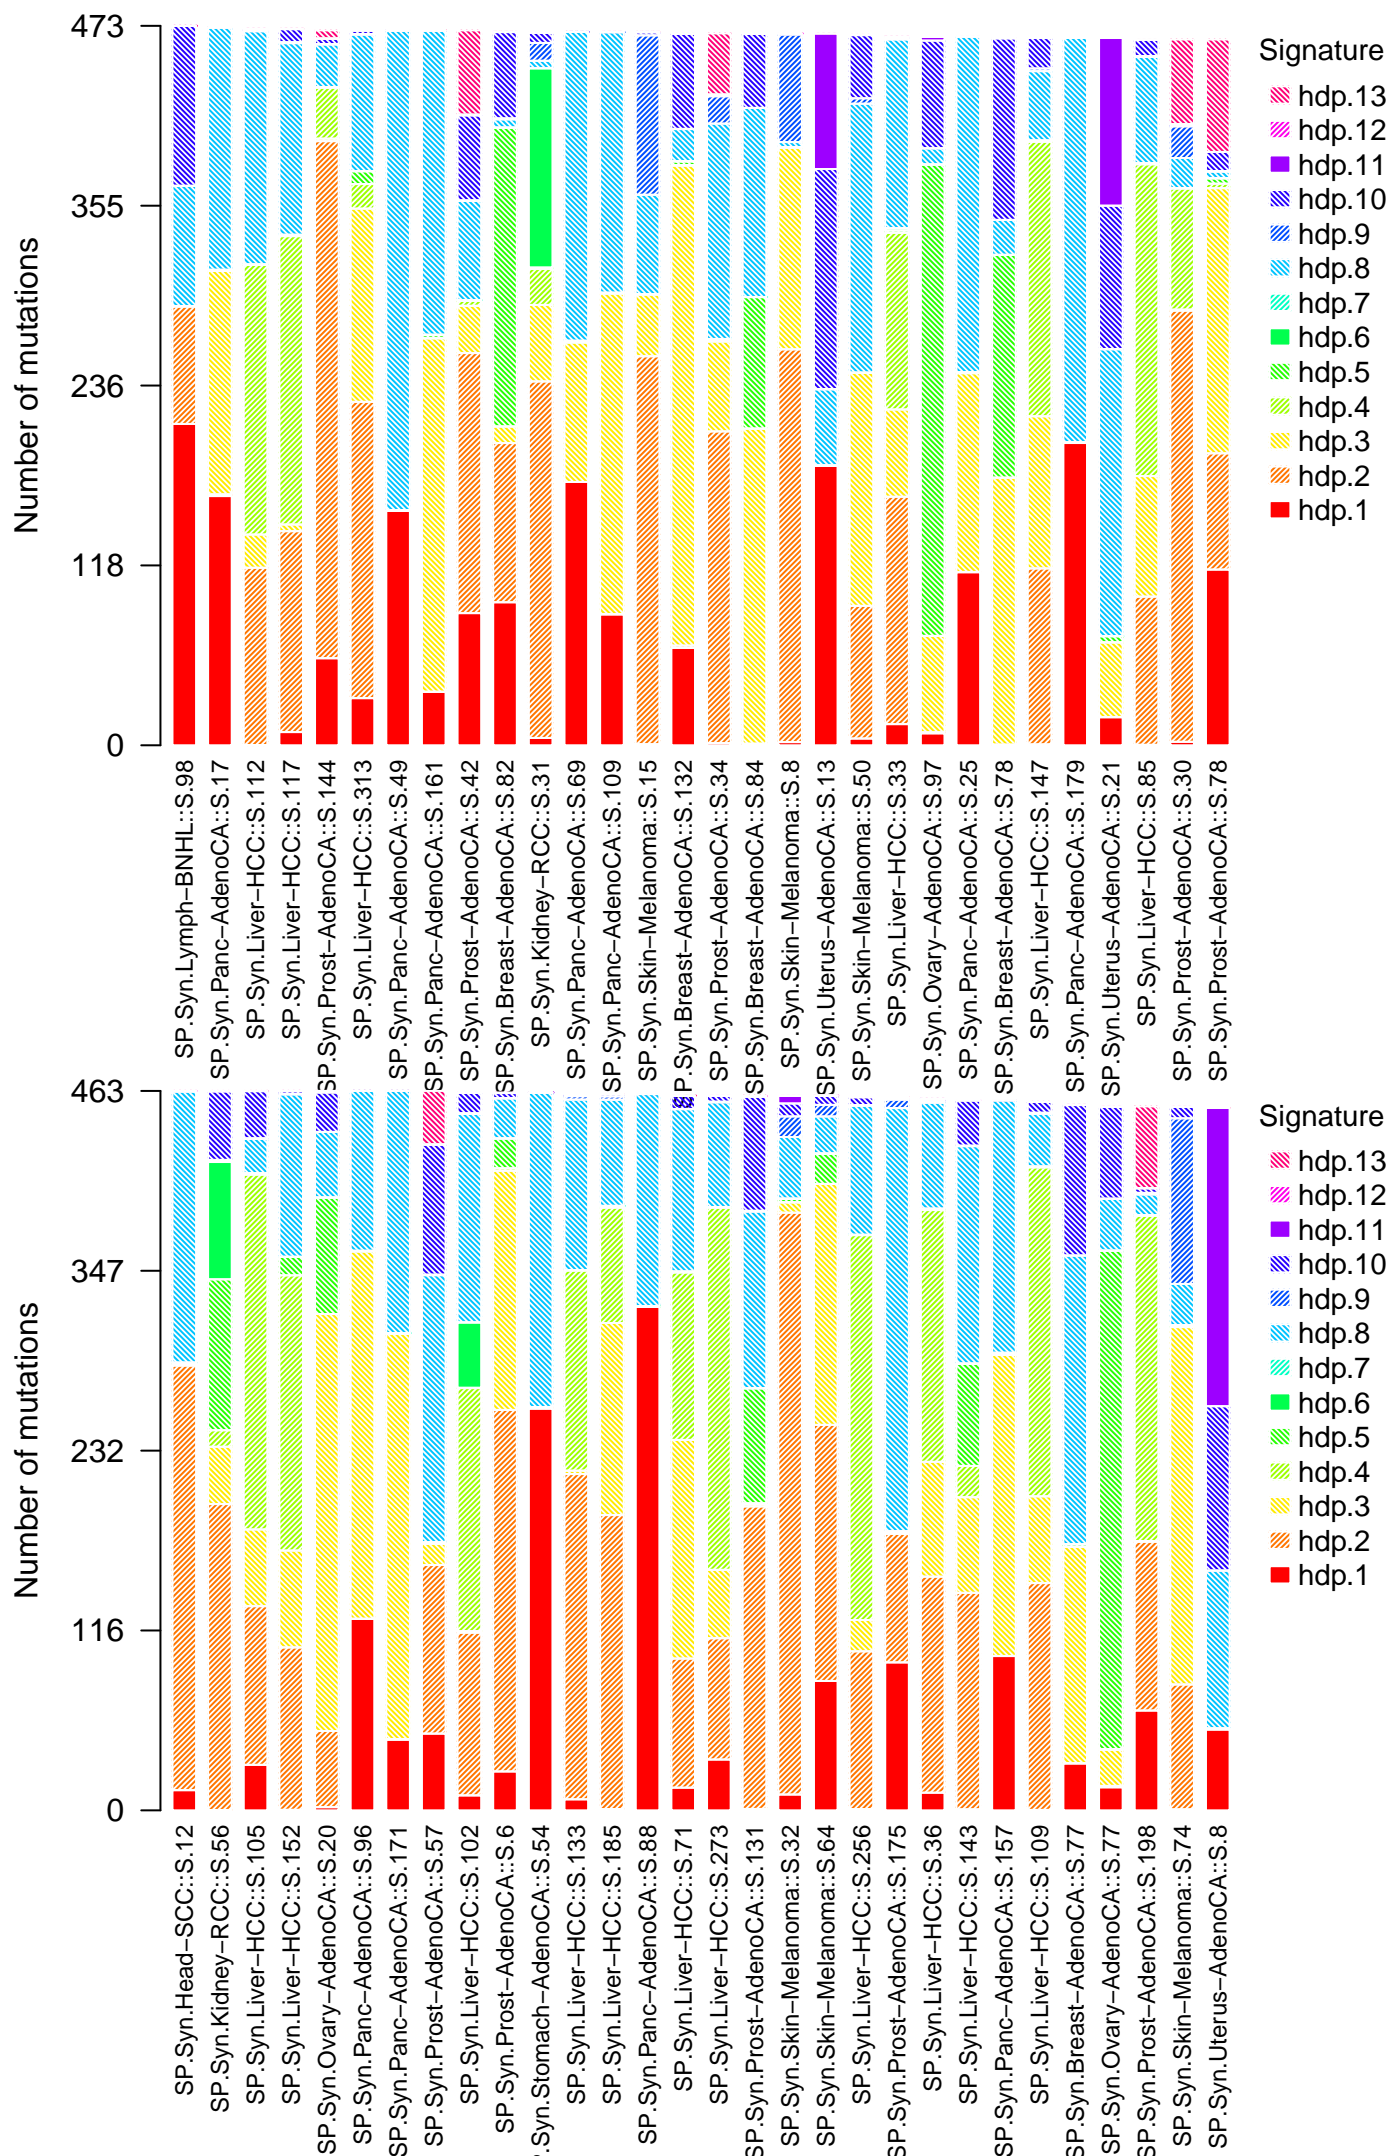 Number of mutations
473
355
236
118
0
Signature
hdp.13
hdp.12
hdp.11
hdp.10
hdp.9
hdp.8
hdp.7
hdp.6
hdp.5
hdp.4
hdp.3
hdp.2
hdp.1
SP.Syn.Lymph−BNHL::S.98
SP.Syn.Panc−AdenoCA::S.17
SP.Syn.Liver−HCC::S.112
SP.Syn.Liver−HCC::S.117
SP.Syn.Prost−AdenoCA::S.144
SP.Syn.Liver−HCC::S.313
SP.Syn.Panc−AdenoCA::S.49
SP.Syn.Panc−AdenoCA::S.161
SP.Syn.Prost−AdenoCA::S.42
SP.Syn.Breast−AdenoCA::S.82
SP.Syn.Kidney−RCC::S.31
SP.Syn.Panc−AdenoCA::S.69
SP.Syn.Panc−AdenoCA::S.109
SP.Syn.Skin−Melanoma::S.15
SP.Syn.Breast−AdenoCA::S.132
SP.Syn.Prost−AdenoCA::S.34
SP.Syn.Breast−AdenoCA::S.84
SP.Syn.Skin−Melanoma::S.8
SP.Syn.Uterus−AdenoCA::S.13
SP.Syn.Skin−Melanoma::S.50
SP.Syn.Liver−HCC::S.33
SP.Syn.Ovary−AdenoCA::S.97
SP.Syn.Panc−AdenoCA::S.25
SP.Syn.Breast−AdenoCA::S.78
SP.Syn.Liver−HCC::S.147
SP.Syn.Panc−AdenoCA::S.179
SP.Syn.Uterus−AdenoCA::S.21
SP.Syn.Liver−HCC::S.85
SP.Syn.Prost−AdenoCA::S.30
SP.Syn.Prost−AdenoCA::S.78
Number of mutations
463
347
232
116
0
Signature
hdp.13
hdp.12
hdp.11
hdp.10
hdp.9
hdp.8
hdp.7
hdp.6
hdp.5
hdp.4
hdp.3
hdp.2
hdp.1
SP.Syn.Head−SCC::S.12
SP.Syn.Kidney−RCC::S.56
SP.Syn.Liver−HCC::S.105
SP.Syn.Liver−HCC::S.152
SP.Syn.Ovary−AdenoCA::S.20
SP.Syn.Panc−AdenoCA::S.96
SP.Syn.Panc−AdenoCA::S.171
SP.Syn.Prost−AdenoCA::S.57
SP.Syn.Liver−HCC::S.102
SP.Syn.Prost−AdenoCA::S.6
P.Syn.Stomach−AdenoCA::S.54
SP.Syn.Liver−HCC::S.133
SP.Syn.Liver−HCC::S.185
SP.Syn.Panc−AdenoCA::S.88
SP.Syn.Liver−HCC::S.71
SP.Syn.Liver−HCC::S.273
SP.Syn.Prost−AdenoCA::S.131
SP.Syn.Skin−Melanoma::S.32
SP.Syn.Skin−Melanoma::S.64
SP.Syn.Liver−HCC::S.256
SP.Syn.Prost−AdenoCA::S.175
SP.Syn.Liver−HCC::S.36
SP.Syn.Liver−HCC::S.143
SP.Syn.Panc−AdenoCA::S.157
SP.Syn.Liver−HCC::S.109
SP.Syn.Breast−AdenoCA::S.77
SP.Syn.Ovary−AdenoCA::S.77
SP.Syn.Prost−AdenoCA::S.198
SP.Syn.Skin−Melanoma::S.74
SP.Syn.Uterus−AdenoCA::S.8